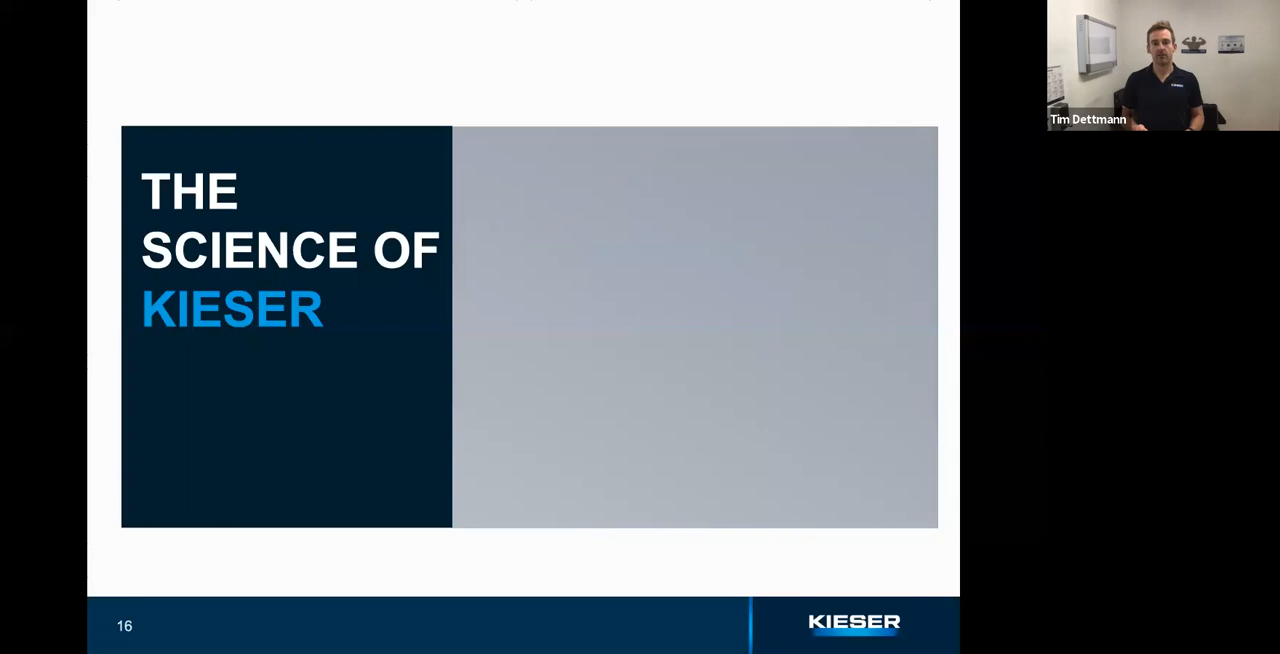 THE
SCIENCE OF
KIESER
16
KIESER
Tim Dettmann